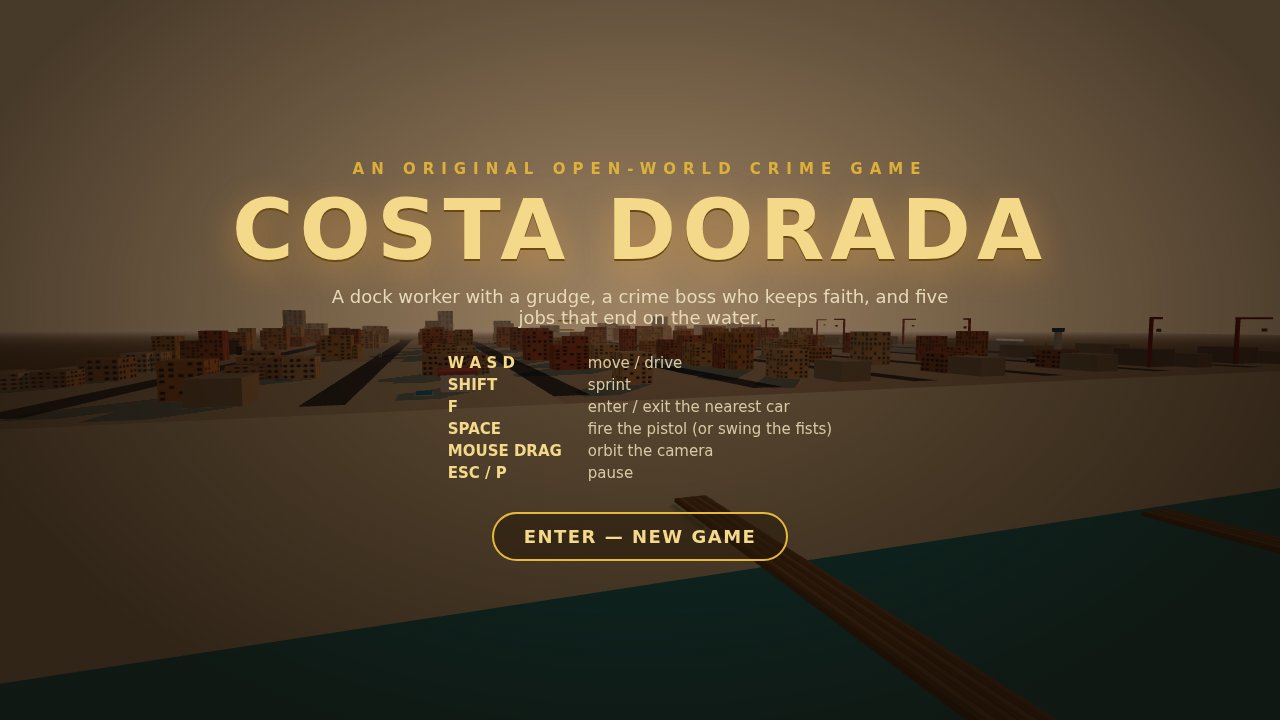 AN ORIGINAL OPEN-WORLD CRIME GAME
COSTA DORADA
A dock worker with a grudge, a crime boss who keeps faith, and five
jobs that end on the water.
W A S D move / drive
SHIFT sprint
F enter / exit the nearest car
SPACE fire the pistol (or swing the fists)
MOUSE DRAG orbit the camera
ESC / P pause
ENTER — NEW GAME